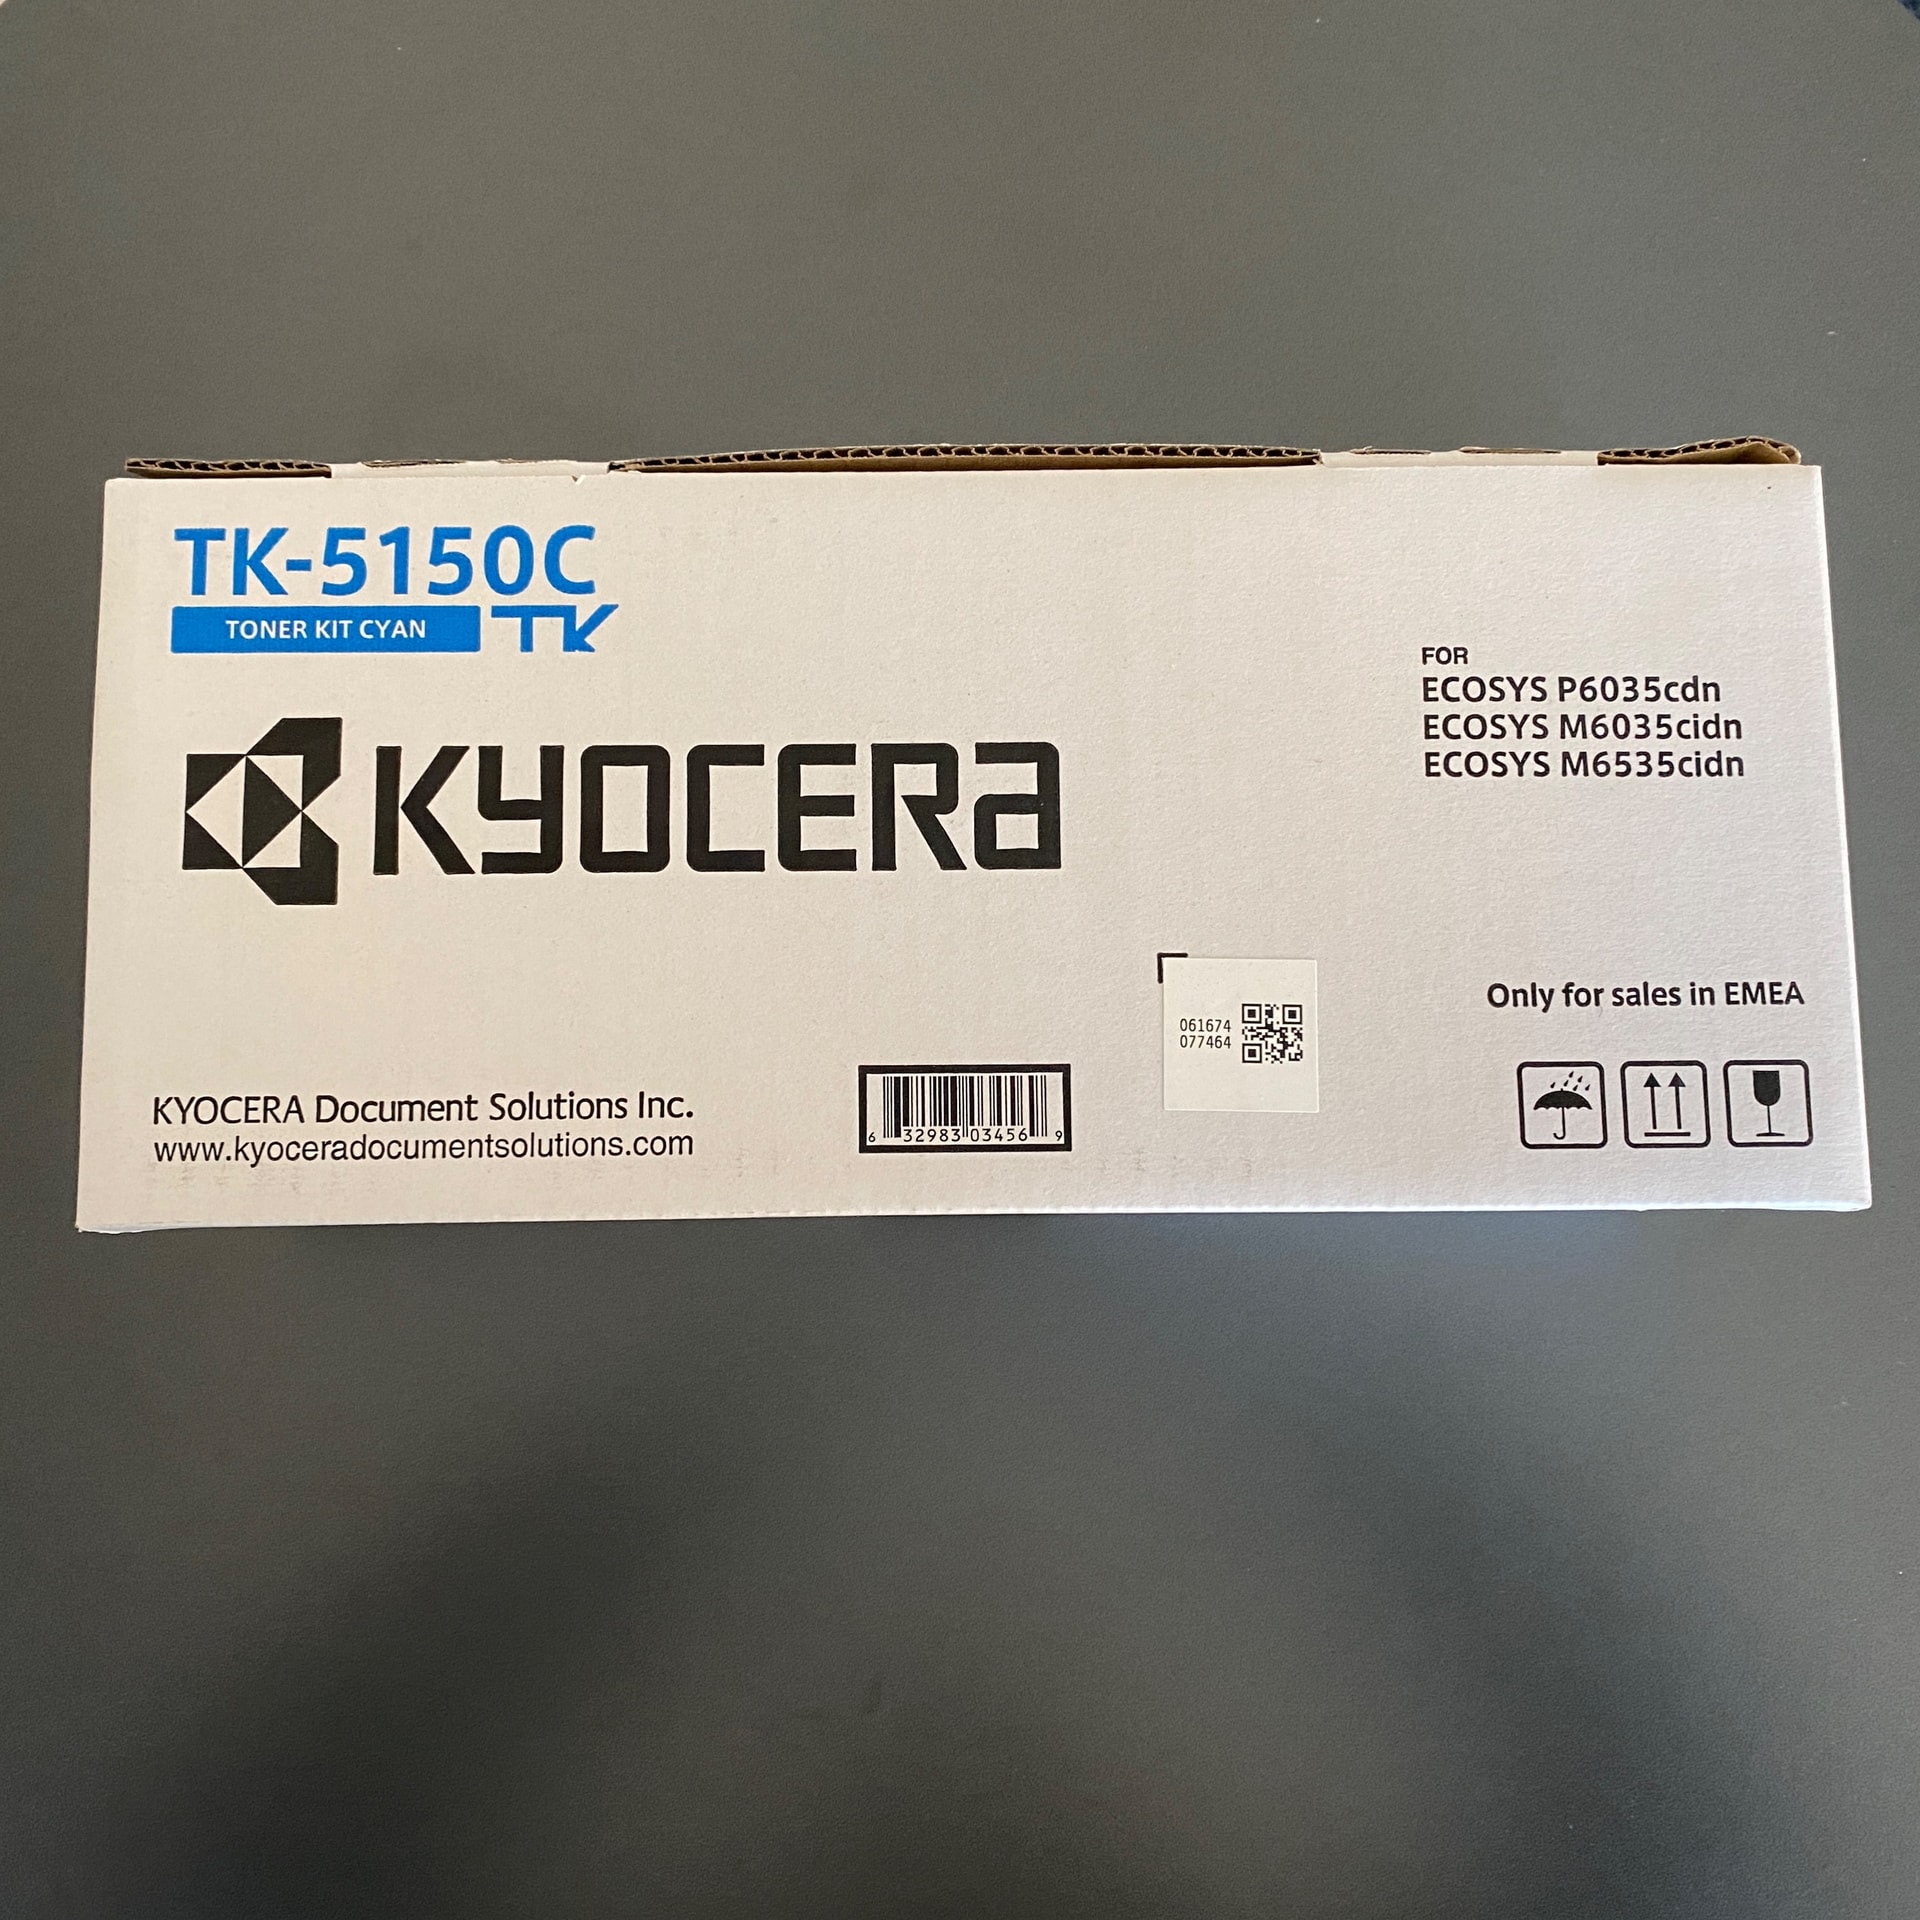 TK-5150C
TONER KIT CYAN
TK
KYOCERA
FOR
ECOSYS P6035cdn
ECOSYS M6035cidn
ECOSYS M6535cidn
Only for sales in EMEA
061674
077464
KYOCERA Document Solutions Inc.
www.kyoceradocumentsolutions.com
6 32983 03456 9